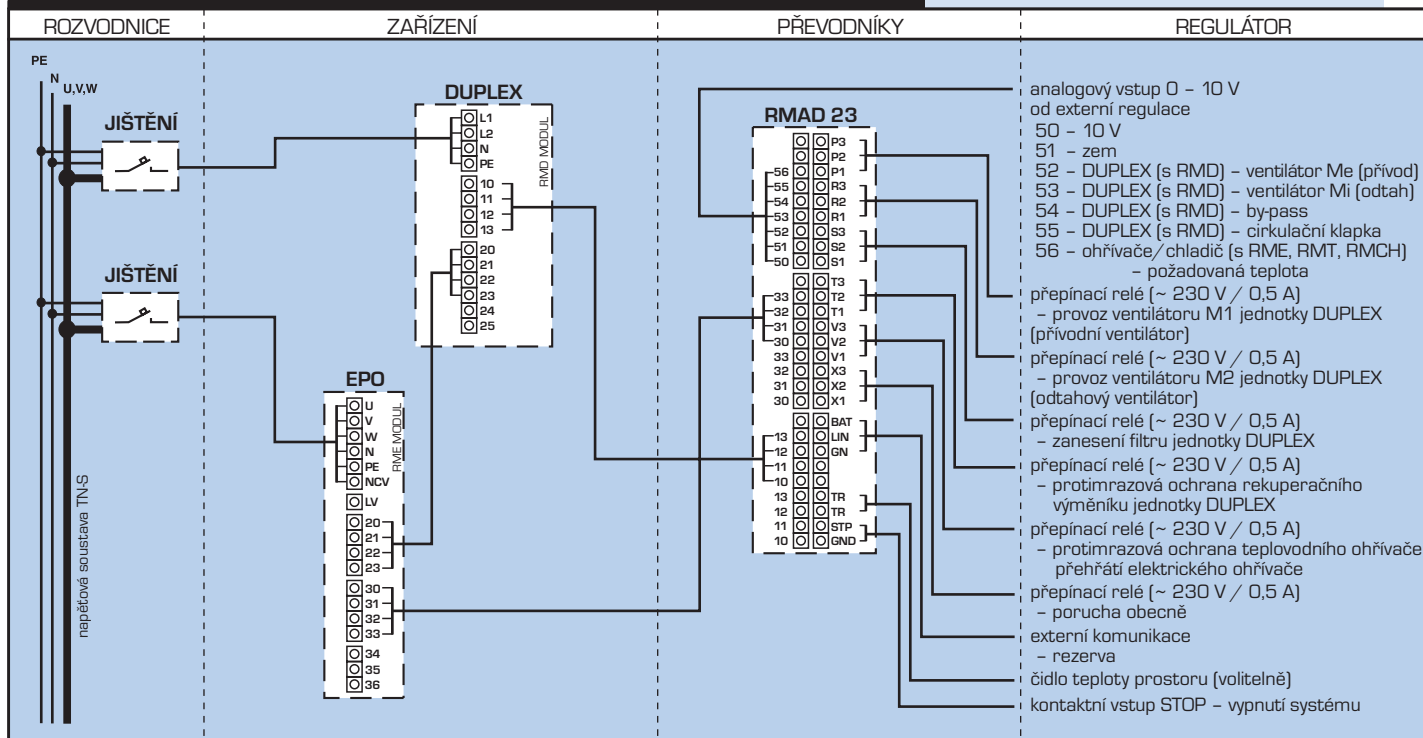 ROZVODNICE
ZAŘÍZENÍ
PŘEVODNÍKY
REGULÁTOR
PE
N
U,V,W
JIŠTĚNÍ
JIŠTĚNÍ
napěťová soustava TN-S
DUPLEX
RMD MODUL
L1
L2
N
PE
10
11
12
13
20
21
22
23
24
25
EPO
RME MODUL
U
V
W
N
PE
NCV
LV
20
21
22
23
30
31
32
33
34
35
36
RMAD 23
P3
P2
56 P1
55 R3
54 R2
53 R1
52 S3
51 S2
50 S1
T3
33 T2
32 T1
31 V3
30 V2
33 V1
32 X3
31 X2
30 X1
BAT
13 LIN
12 GN
11
10
13 TR
12 TR
11 STP
10 GND
analogový vstup 0 – 10 V
od externí regulace
50 – 10 V
51 – zem
52 – DUPLEX (s RMD) – ventilátor Me (přívod)
53 – DUPLEX (s RMD) – ventilátor Mi (odtah)
54 – DUPLEX (s RMD) – by-pass
55 – DUPLEX (s RMD) – cirkulační klapka
56 – ohřívače/chladič (s RME, RMT, RMCH)
– požadovaná teplota
přepínací relé (~ 230 V / 0,5 A)
– provoz ventilátoru M1 jednotky DUPLEX
(přívodní ventilátor)
přepínací relé (~ 230 V / 0,5 A)
– provoz ventilátoru M2 jednotky DUPLEX
(odtahový ventilátor)
přepínací relé (~ 230 V / 0,5 A)
– zanesení filtru jednotky DUPLEX
přepínací relé (~ 230 V / 0,5 A)
– protimrazová ochrana rekuperačního
výměníku jednotky DUPLEX
přepínací relé (~ 230 V / 0,5 A)
– protimrazová ochrana teplovodního ohřívače
přehřátí elektrického ohřívače
přepínací relé (~ 230 V / 0,5 A)
– porucha obecně
externí komunikace
– rezerva
čidlo teploty prostoru (volitelně)
kontaktní vstup STOP – vypnutí systému